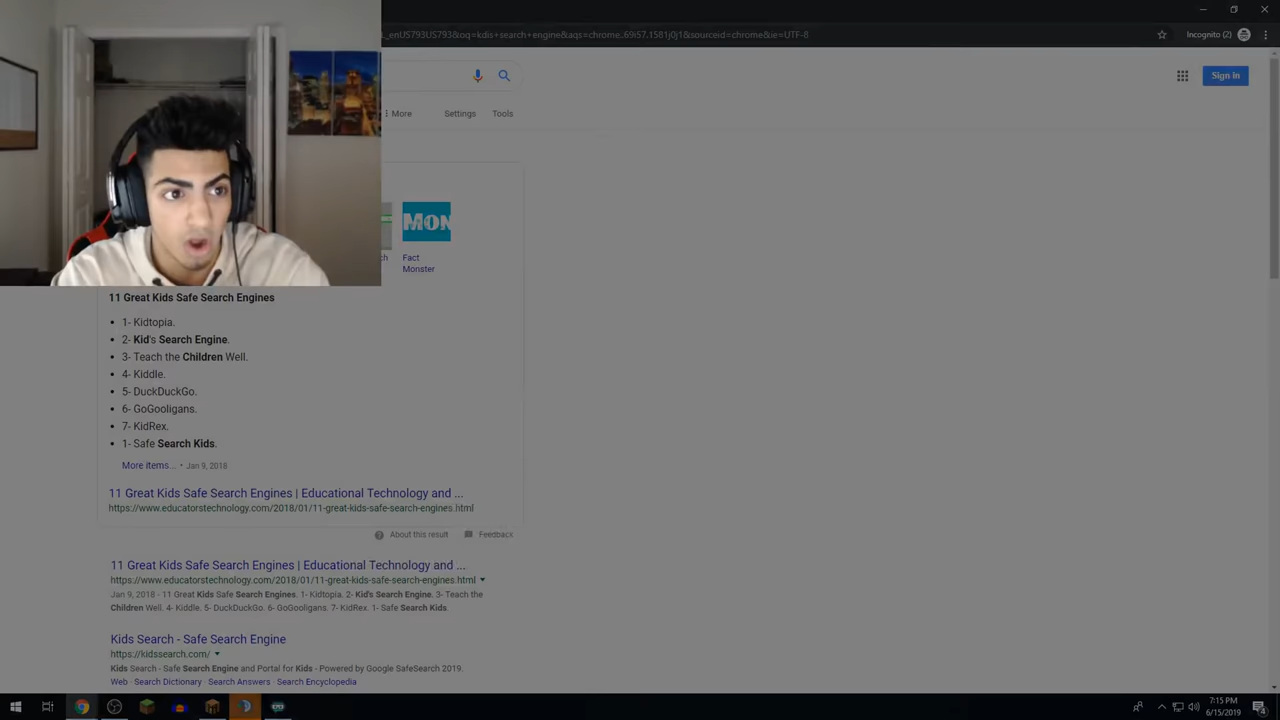 _enUS793US793&oq=kdis+search+engine&aqs=chrome..69i57.1581j0j1&sourceid=chrome&ie=UTF-8
Incognito (2)
Sign in
More
Settings
Tools
MON
ch
Fact
Monster
11 Great Kids Safe Search Engines
1- Kidtopia.
2- Kid's Search Engine.
3- Teach the Children Well.
4- Kiddle.
5- DuckDuckGo.
6- GoGooligans.
7- KidRex.
1- Safe Search Kids.
More items... • Jan 9, 2018
11 Great Kids Safe Search Engines | Educational Technology and ...
https://www.educatorstechnology.com/2018/01/11-great-kids-safe-search-engines.html
About this result
Feedback
11 Great Kids Safe Search Engines | Educational Technology and ...
https://www.educatorstechnology.com/2018/01/11-great-kids-safe-search-engines.html
Jan 9, 2018 - 11 Great Kids Safe Search Engines. 1- Kidtopia. 2- Kid's Search Engine. 3- Teach the
Children Well. 4- Kiddle. 5- DuckDuckGo. 6- GoGooligans. 7- KidRex. 1- Safe Search Kids.
Kids Search - Safe Search Engine
https://kidssearch.com/
Kids Search - Safe Search Engine and Portal for Kids - Powered by Google SafeSearch 2019.
Web · Search Dictionary · Search Answers · Search Encyclopedia
7:15 PM
6/15/2019
4